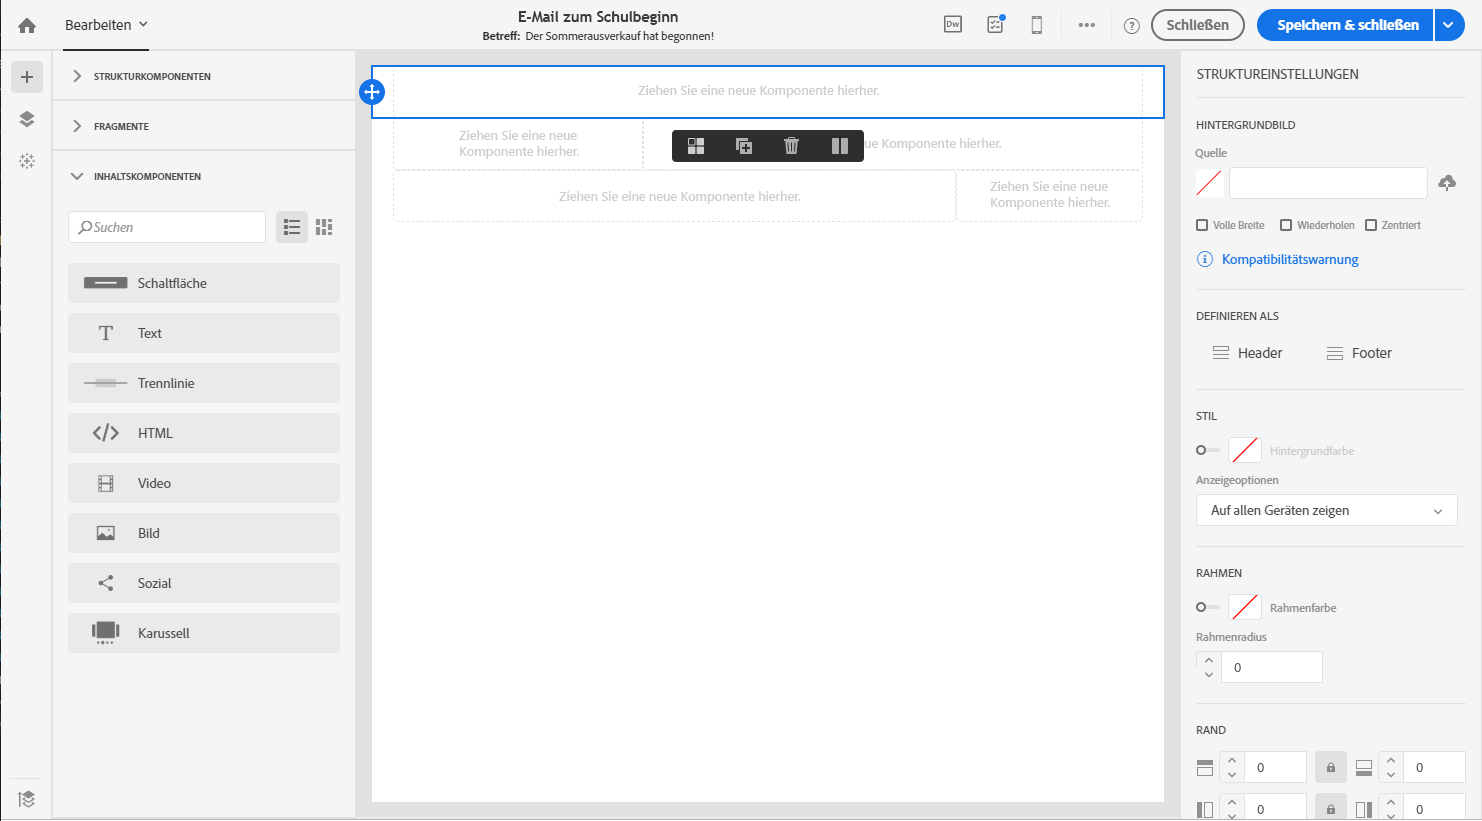 Bearbeiten
E-Mail zum Schulbeginn
Betreff: Der Sommerausverkauf hat begonnen!
Dw
Schließen
Speichern & schließen
STRUKTURKOMPONENTEN
FRAGMENTE
INHALTSKOMPONENTEN
Suchen
Schaltfläche
Text
Trennlinie
HTML
Video
Bild
Sozial
Karussell
Ziehen Sie eine neue Komponente hierher.
Ziehen Sie eine neue
Komponente hierher.
ue Komponente hierher.
Ziehen Sie eine neue Komponente hierher.
Ziehen Sie eine neue
Komponente hierher.
STRUKTUREINSTELLUNGEN
HINTERGRUNDBILD
Quelle
Volle Breite Wiederholen Zentriert
Kompatibilitätswarnung
DEFINIEREN ALS
Header Footer
STIL
Hintergrundfarbe
Anzeigeoptionen
Auf allen Geräten zeigen
RAHMEN
Rahmenfarbe
Rahmenradius
0
RAND
0 0
0 0